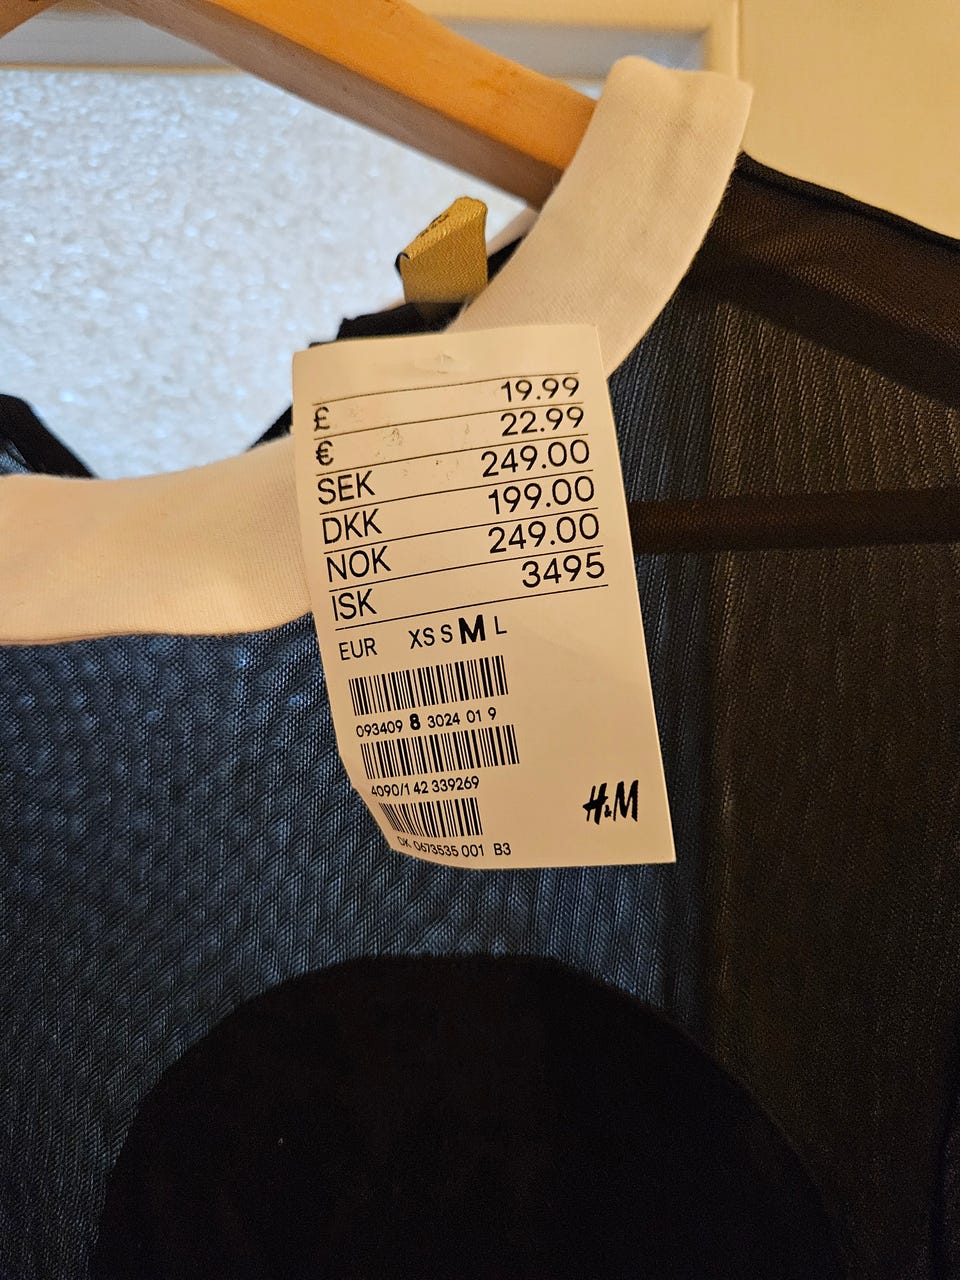 £ 19.99
€ 22.99
SEK 249.00
DKK 199.00
NOK 249.00
ISK 3495
EUR XS S M L
093409 8 3024 01 9
4090/1 42 339269
DK 0673535 001 B3
H&M